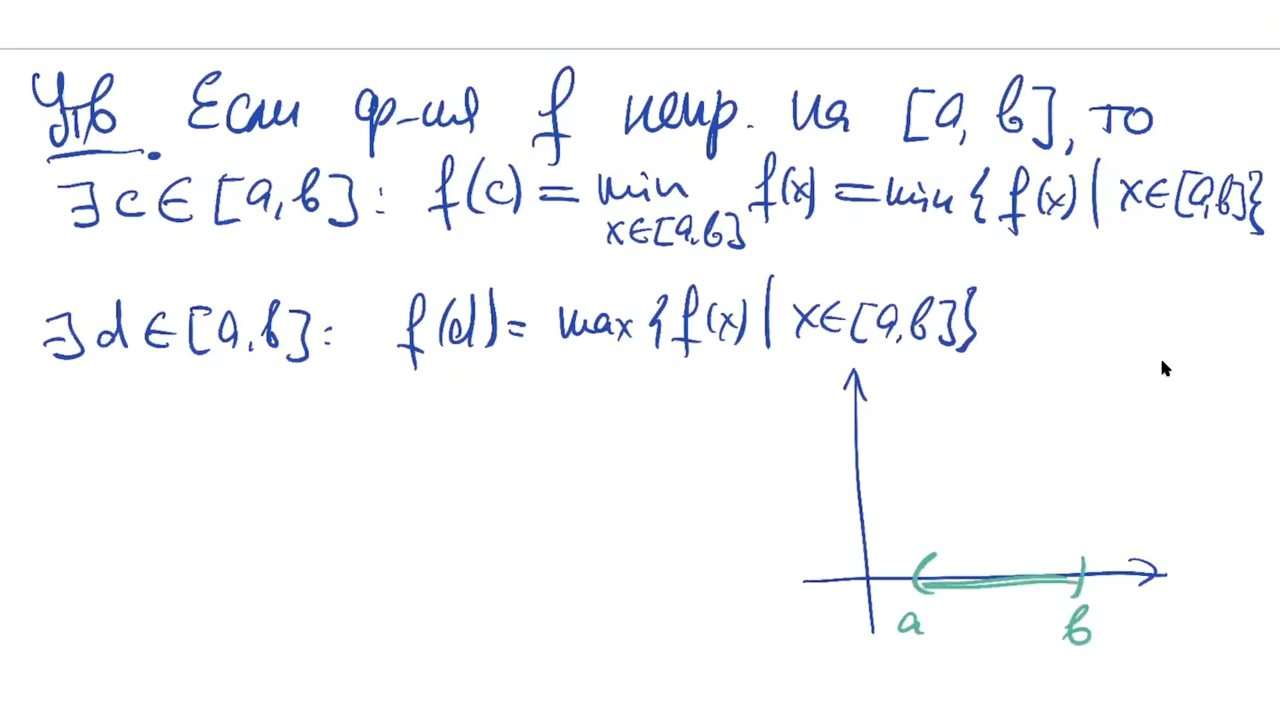 Утв. Если ф-ия f непр. на [a, b], то
∃ c ∈ [a, b]: f(c) = min f(x) = min { f(x) | x ∈ [a, b]}
x ∈ [a, b]
∃ d ∈ [a, b]: f(d) = max { f(x) | x ∈ [a, b]}
a b